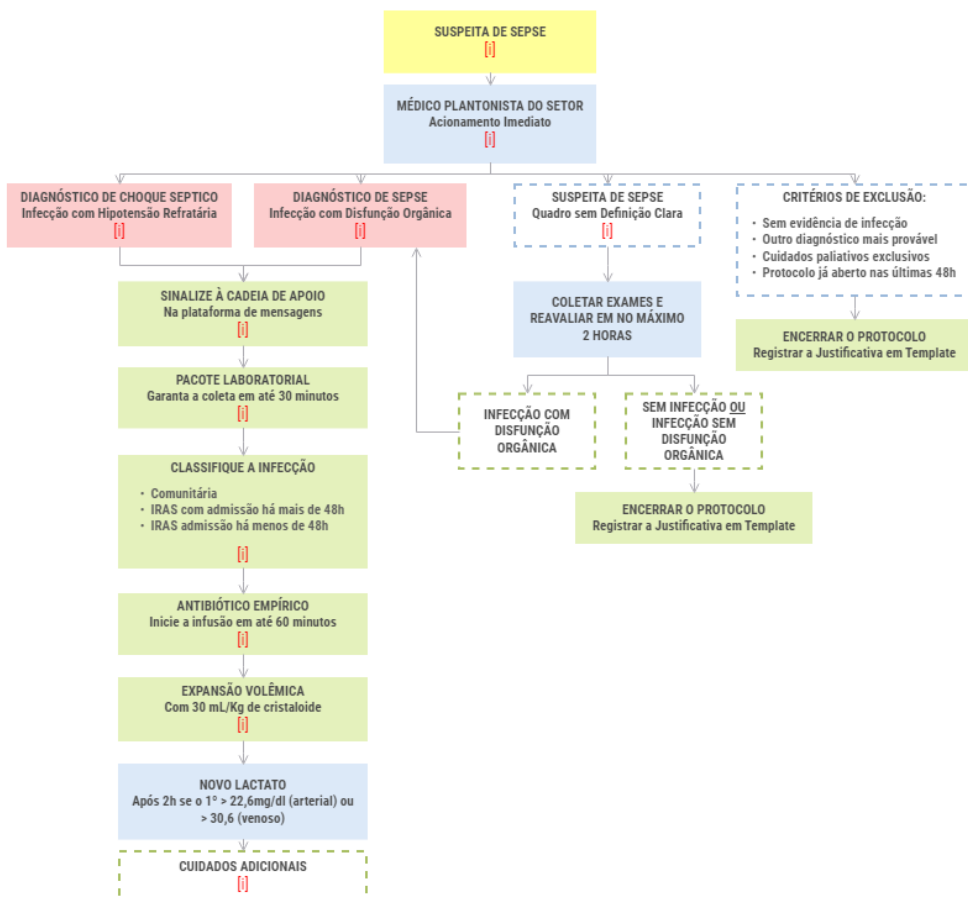 SUSPEITA DE SEPSE
[i]
MÉDICO PLANTONISTA DO SETOR
Acionamento Imediato
[i]
DIAGNÓSTICO DE CHOQUE SEPTICO
Infecção com Hipotensão Refratária
[i]
DIAGNÓSTICO DE SEPSE
Infecção com Disfunção Orgânica
[i]
SUSPEITA DE SEPSE
Quadro sem Definição Clara
[i]
CRITÉRIOS DE EXCLUSÃO:
• Sem evidência de infecção
• Outro diagnóstico mais provável
• Cuidados paliativos exclusivos
• Protocolo já aberto nas últimas 48h
SINALIZE À CADEIA DE APOIO
Na plataforma de mensagens
[i]
COLETAR EXAMES E
REAVALIAR EM NO MÁXIMO
2 HORAS
ENCERRAR O PROTOCOLO
Registrar a Justificativa em Template
PACOTE LABORATORIAL
Garanta a coleta em até 30 minutos
[i]
INFECÇÃO COM
DISFUNÇÃO
ORGÂNICA
SEM INFECÇÃO OU
INFECÇÃO SEM
DISFUNÇÃO
ORGÂNICA
CLASSIFIQUE A INFECÇÃO
• Comunitária
• IRAS com admissão há mais de 48h
• IRAS admissão há menos de 48h
[i]
ENCERRAR O PROTOCOLO
Registrar a Justificativa em Template
ANTIBIÓTICO EMPÍRICO
Inicie a infusão em até 60 minutos
[i]
EXPANSÃO VOLÊMICA
Com 30 mL/Kg de cristaloide
[i]
NOVO LACTATO
Após 2h se o 1º > 22,6mg/dl (arterial) ou
> 30,6 (venoso)
CUIDADOS ADICIONAIS
[i]